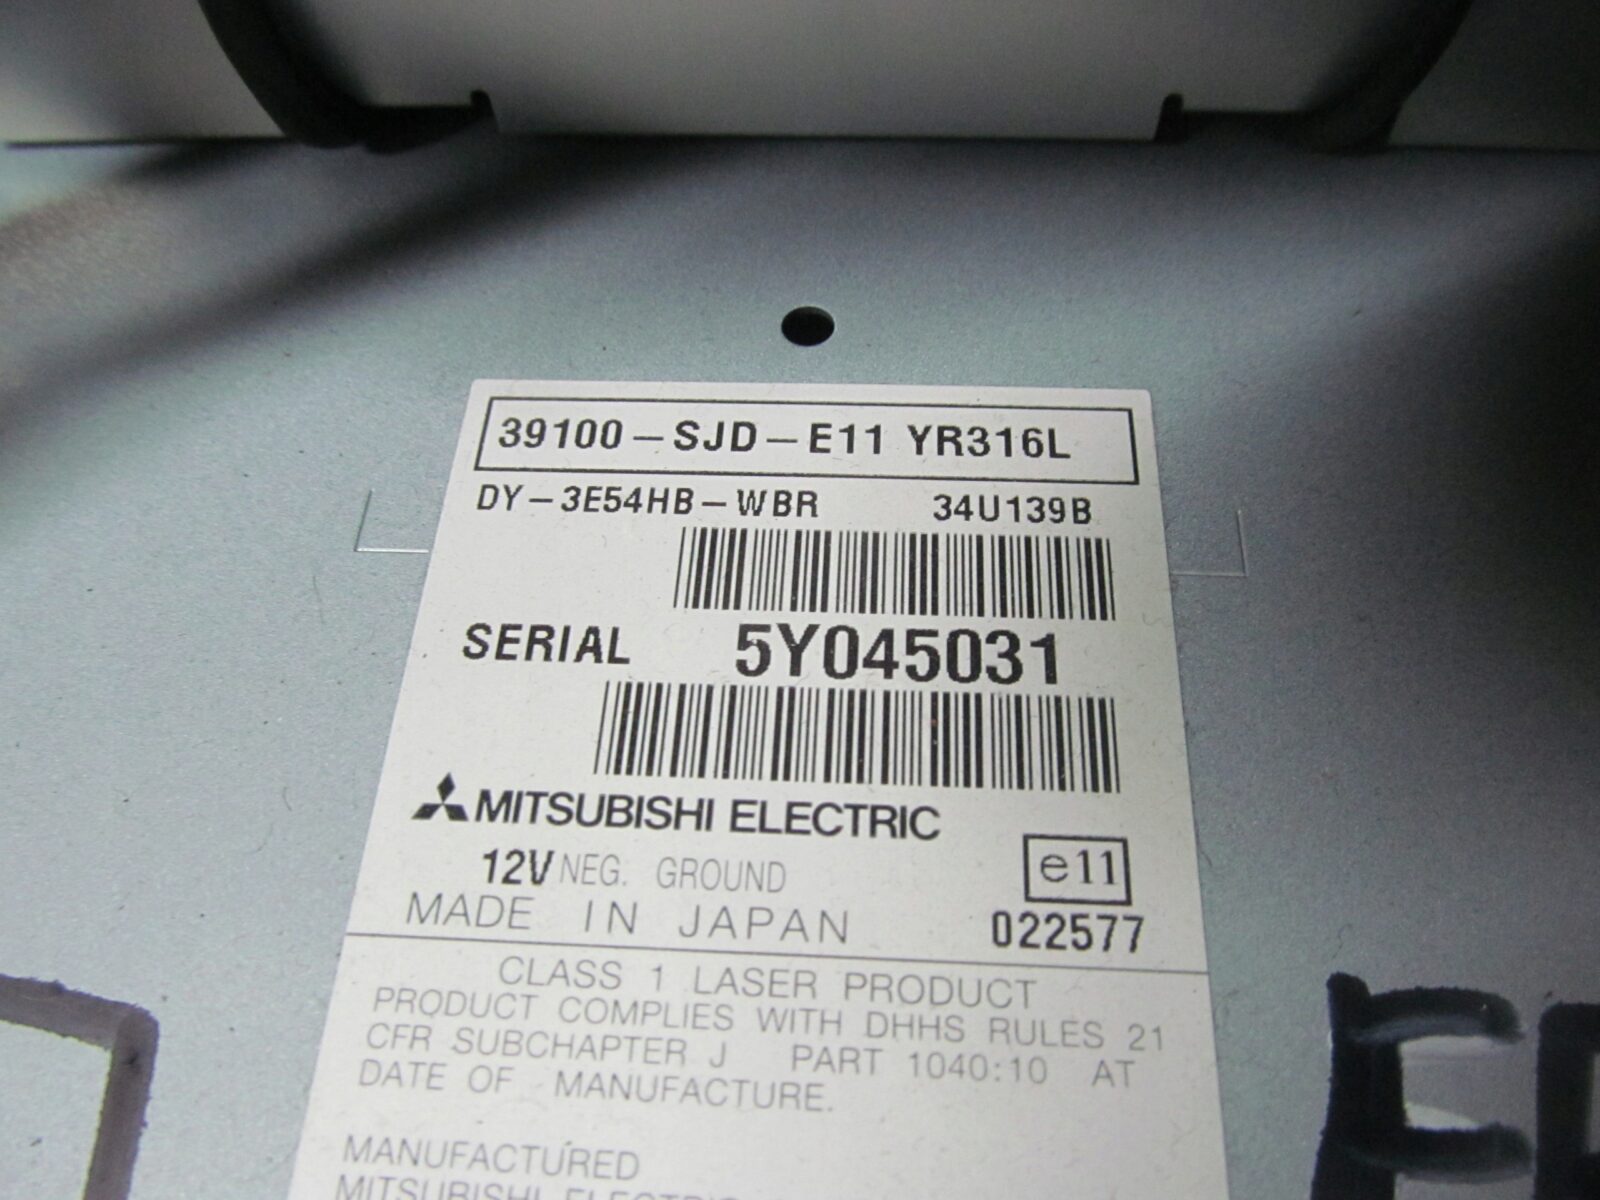 39100-SJD-E11 YR316L
DY-3E54HB-WBR 34U139B
SERIAL 5Y045031
MITSUBISHI ELECTRIC
12V NEG. GROUND e11
MADE IN JAPAN 022577
CLASS 1 LASER PRODUCT
PRODUCT COMPLIES WITH DHHS RULES 21
CFR SUBCHAPTER J PART 1040:10 AT
DATE OF MANUFACTURE.
MANUFACTURED
MITSUBISHI ELECTRIC